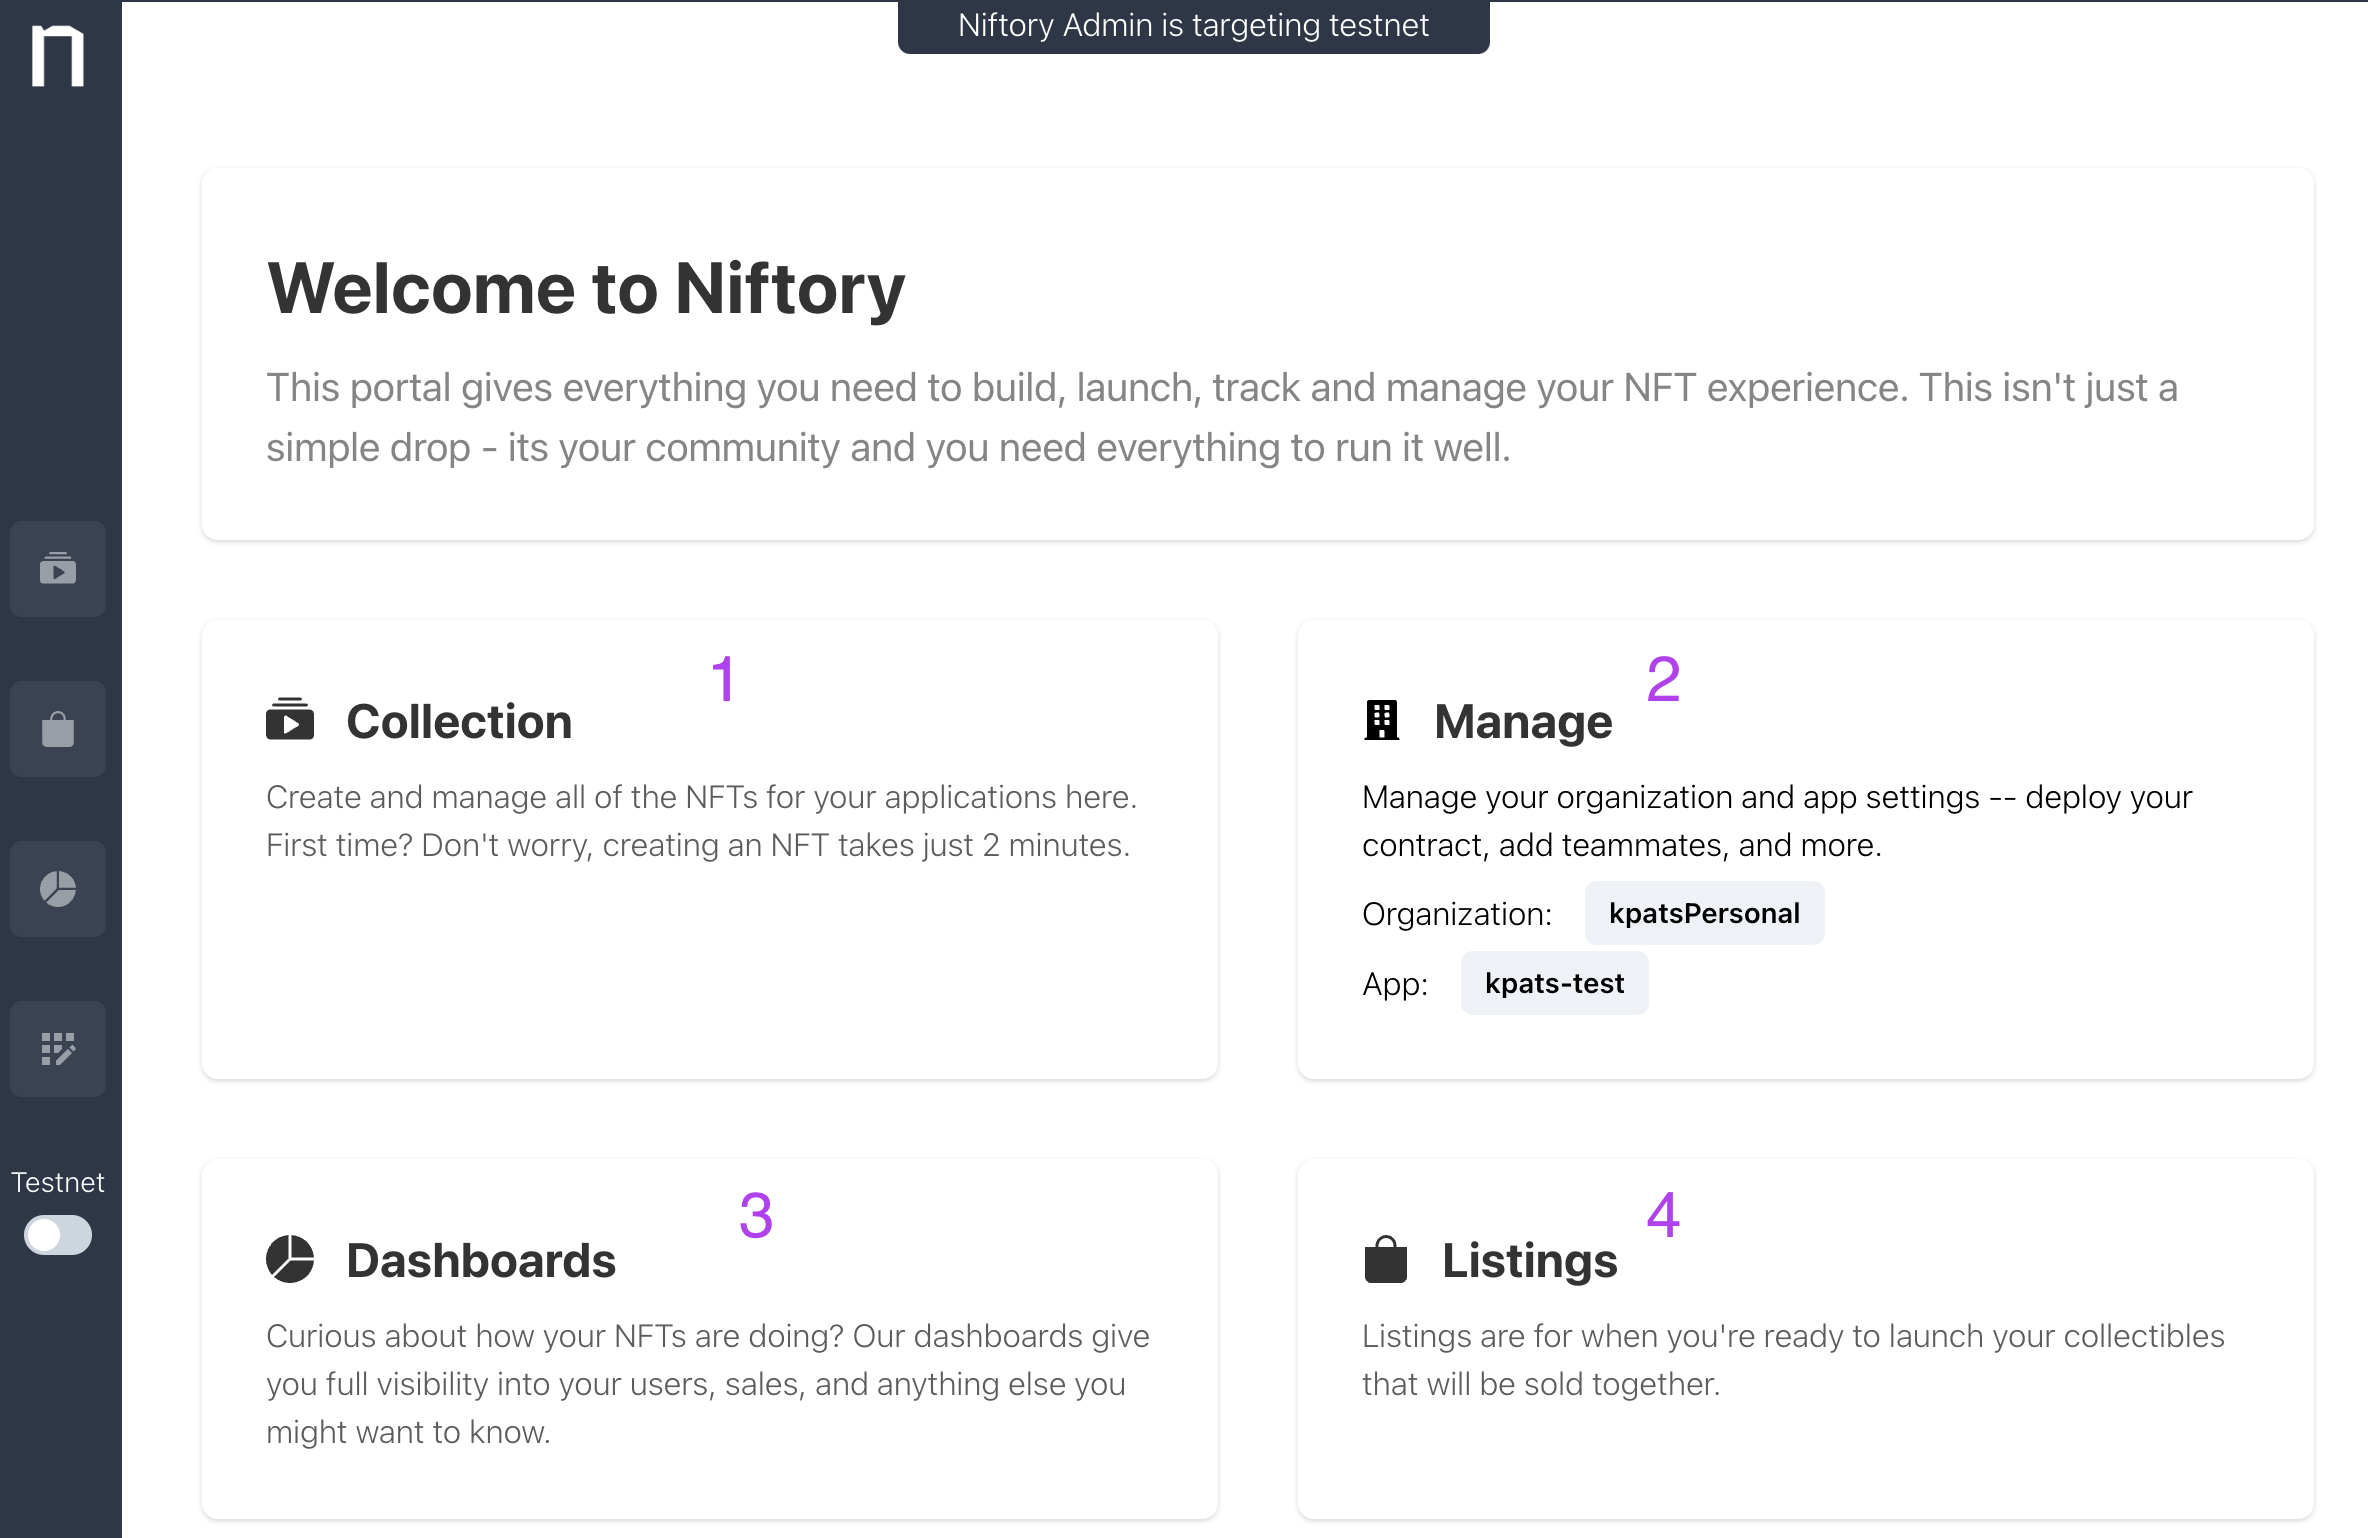 Niftory Admin is targeting testnet
n
Welcome to Niftory
This portal gives everything you need to build, launch, track and manage your NFT experience. This isn't just a
simple drop - its your community and you need everything to run it well.
1
Collection
Create and manage all of the NFTs for your applications here.
First time? Don't worry, creating an NFT takes just 2 minutes.
2
Manage
Manage your organization and app settings -- deploy your
contract, add teammates, and more.
Organization: kpatsPersonal
App: kpats-test
Testnet
3
Dashboards
Curious about how your NFTs are doing? Our dashboards give
you full visibility into your users, sales, and anything else you
might want to know.
4
Listings
Listings are for when you're ready to launch your collectibles
that will be sold together.